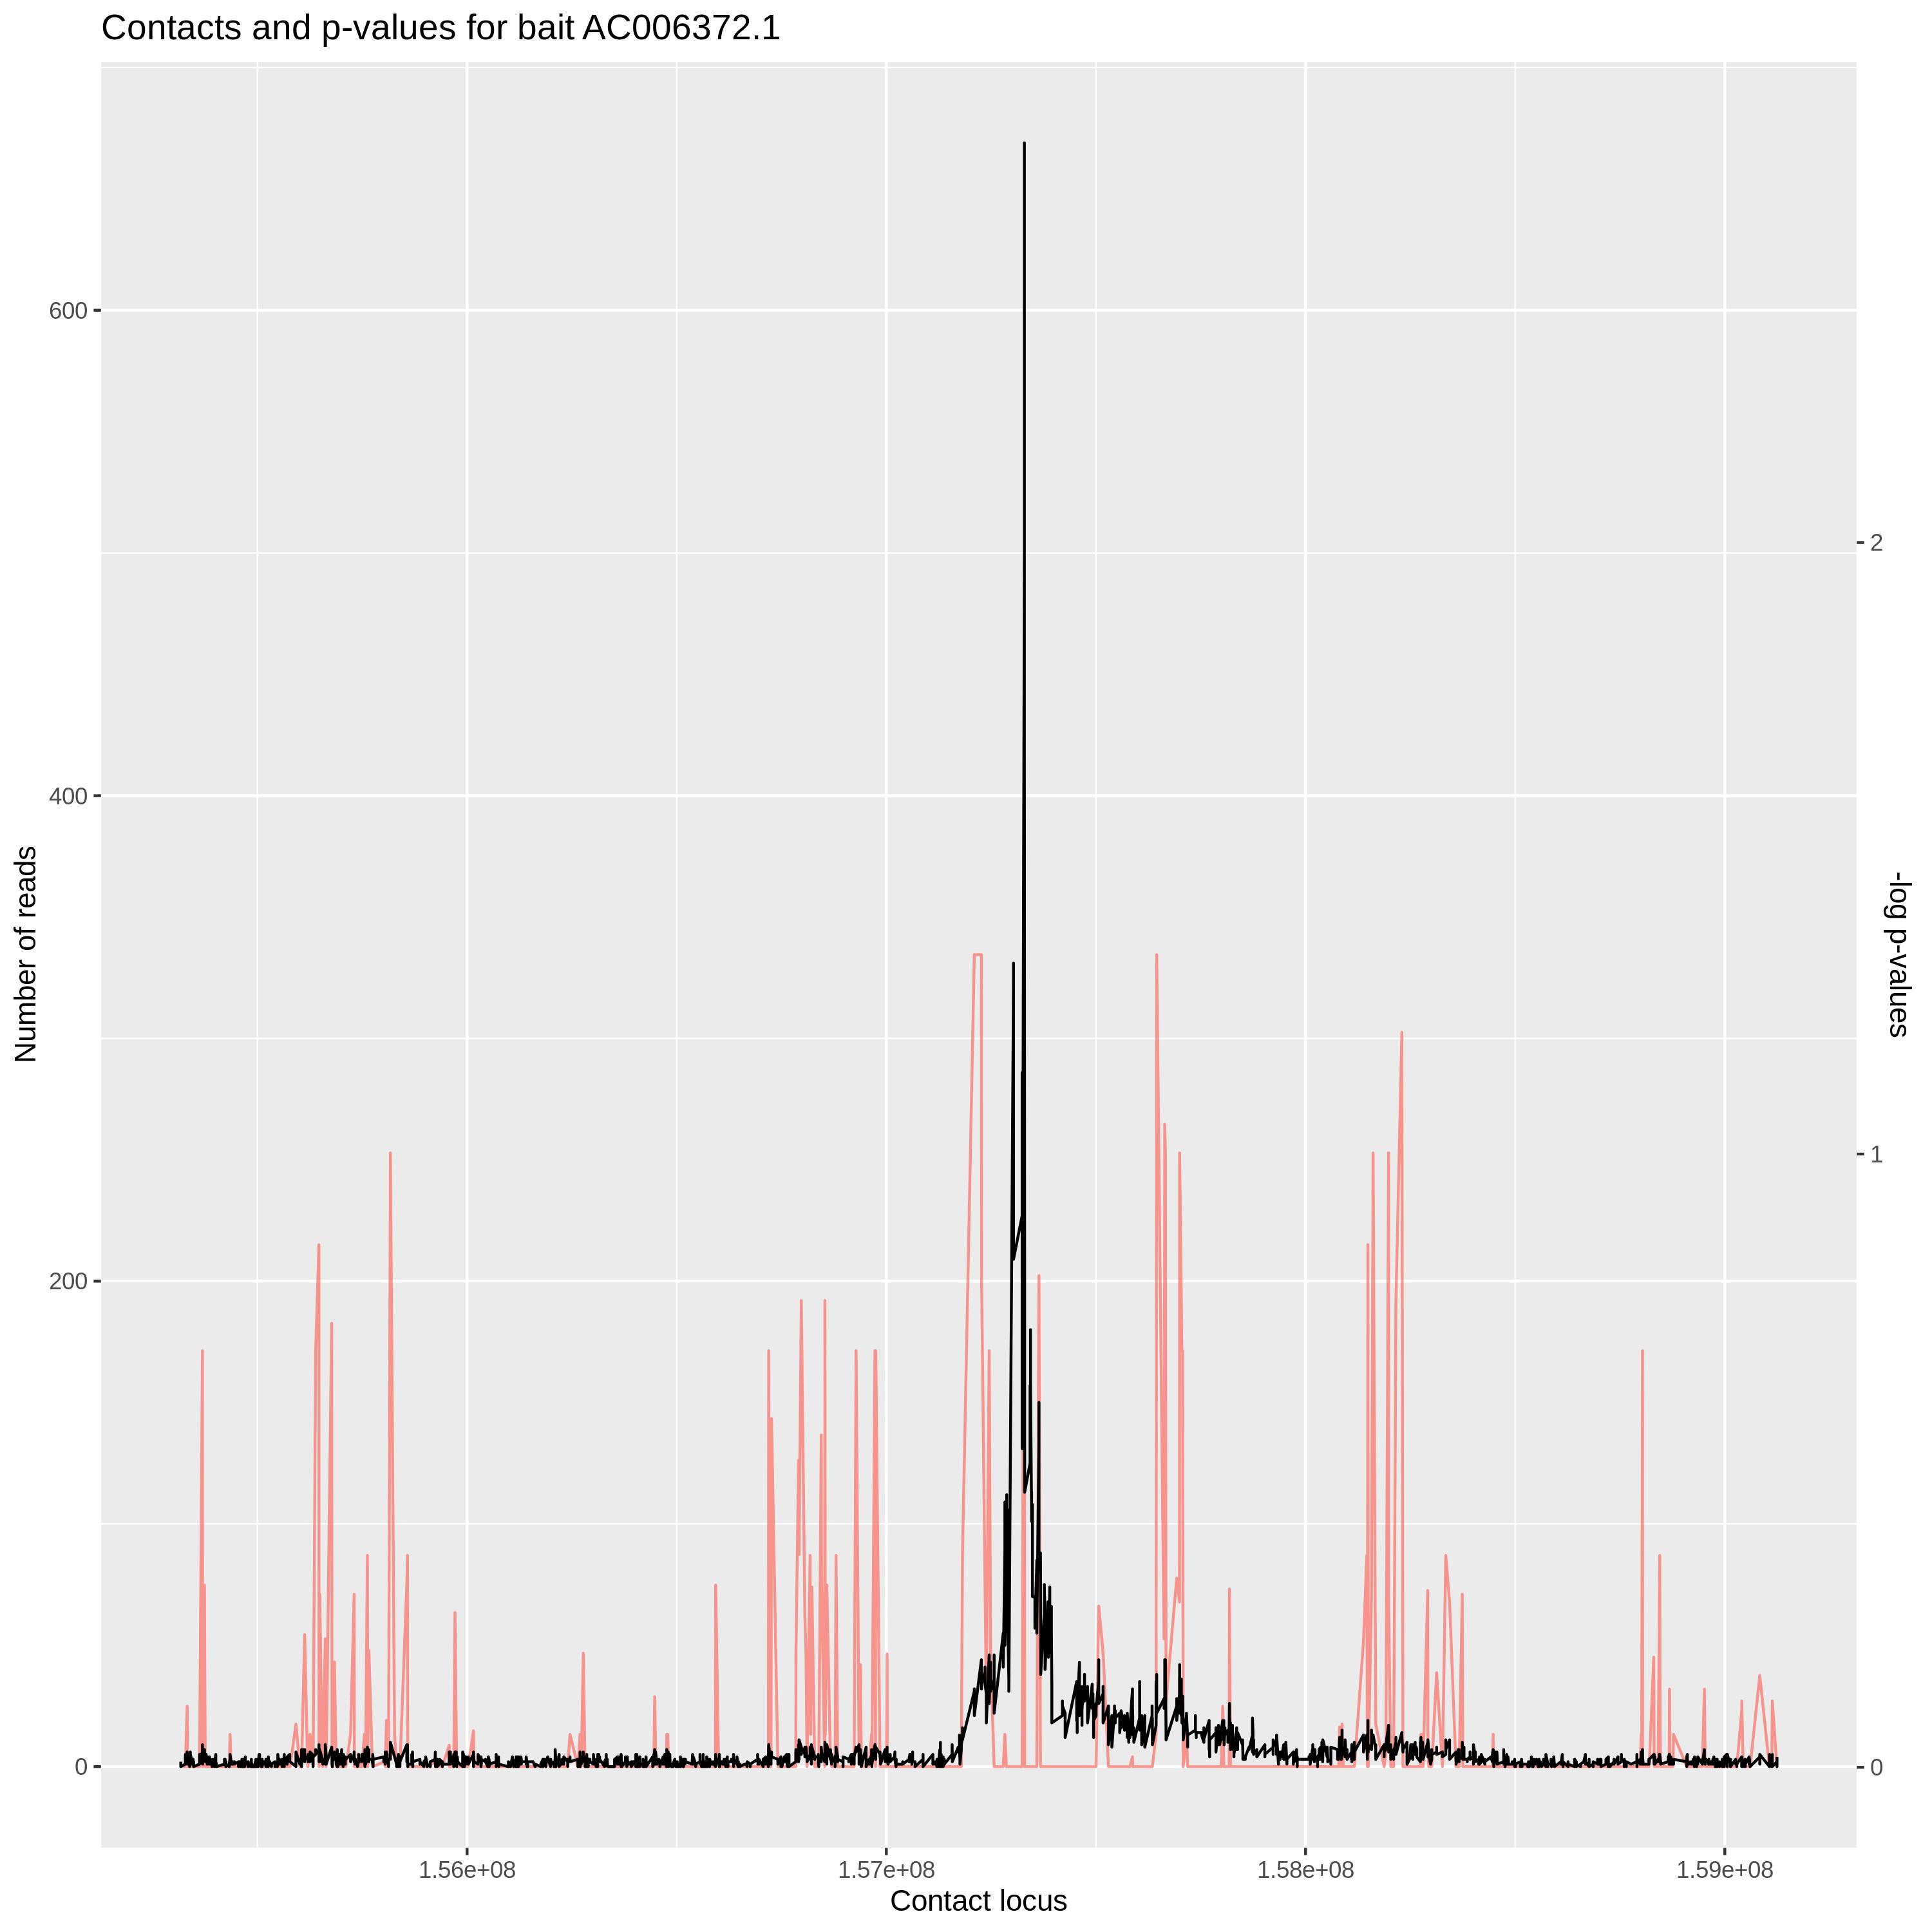 Contacts and p-values for bait AC006372.1
600
400
200
0
2
1
0
Number of reads
-log p-values
1.56e+08
1.57e+08
1.58e+08
1.59e+08
Contact locus